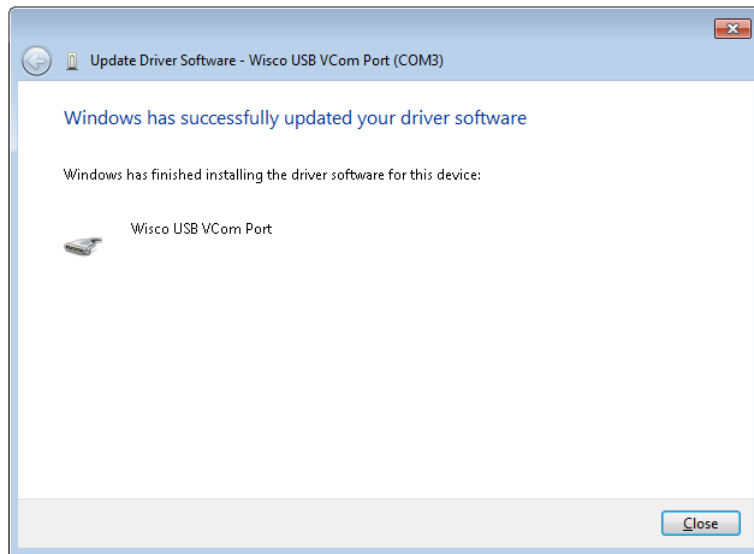 Update Driver Software - Wisco USB VCom Port (COM3)
Windows has successfully updated your driver software
Windows has finished installing the driver software for this device:
Wisco USB VCom Port
Close